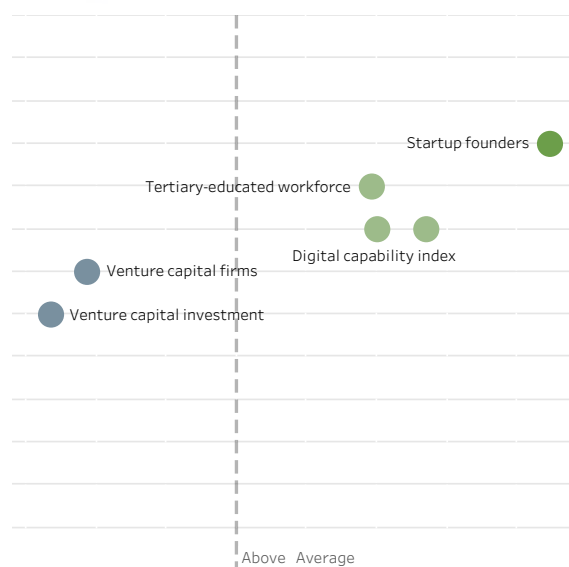 Startup founders
Tertiary-educated workforce
Digital capability index
Venture capital firms
Venture capital investment
Above Average